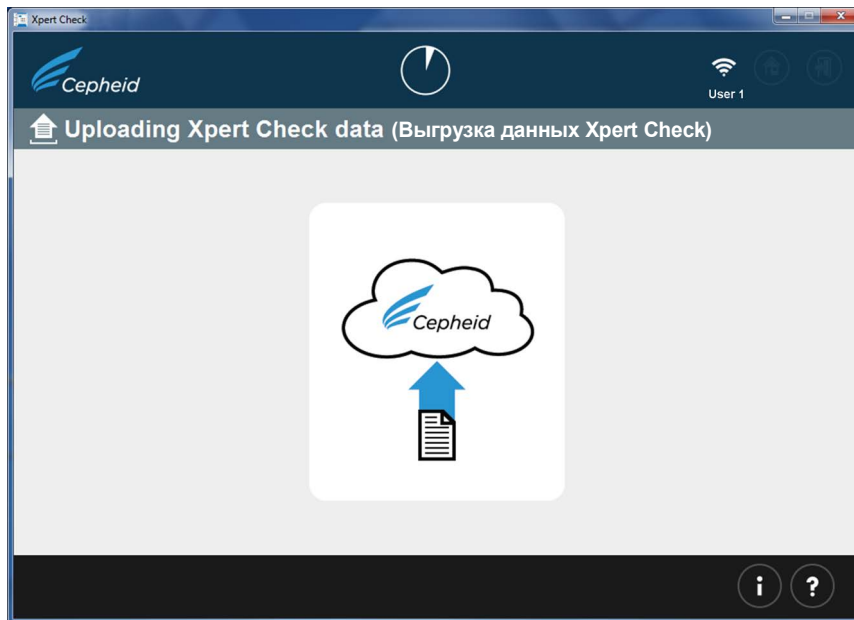 Xpert Check
Cepheid
User 1
Uploading Xpert Check data (Выгрузка данных Xpert Check)
Cepheid
i ?